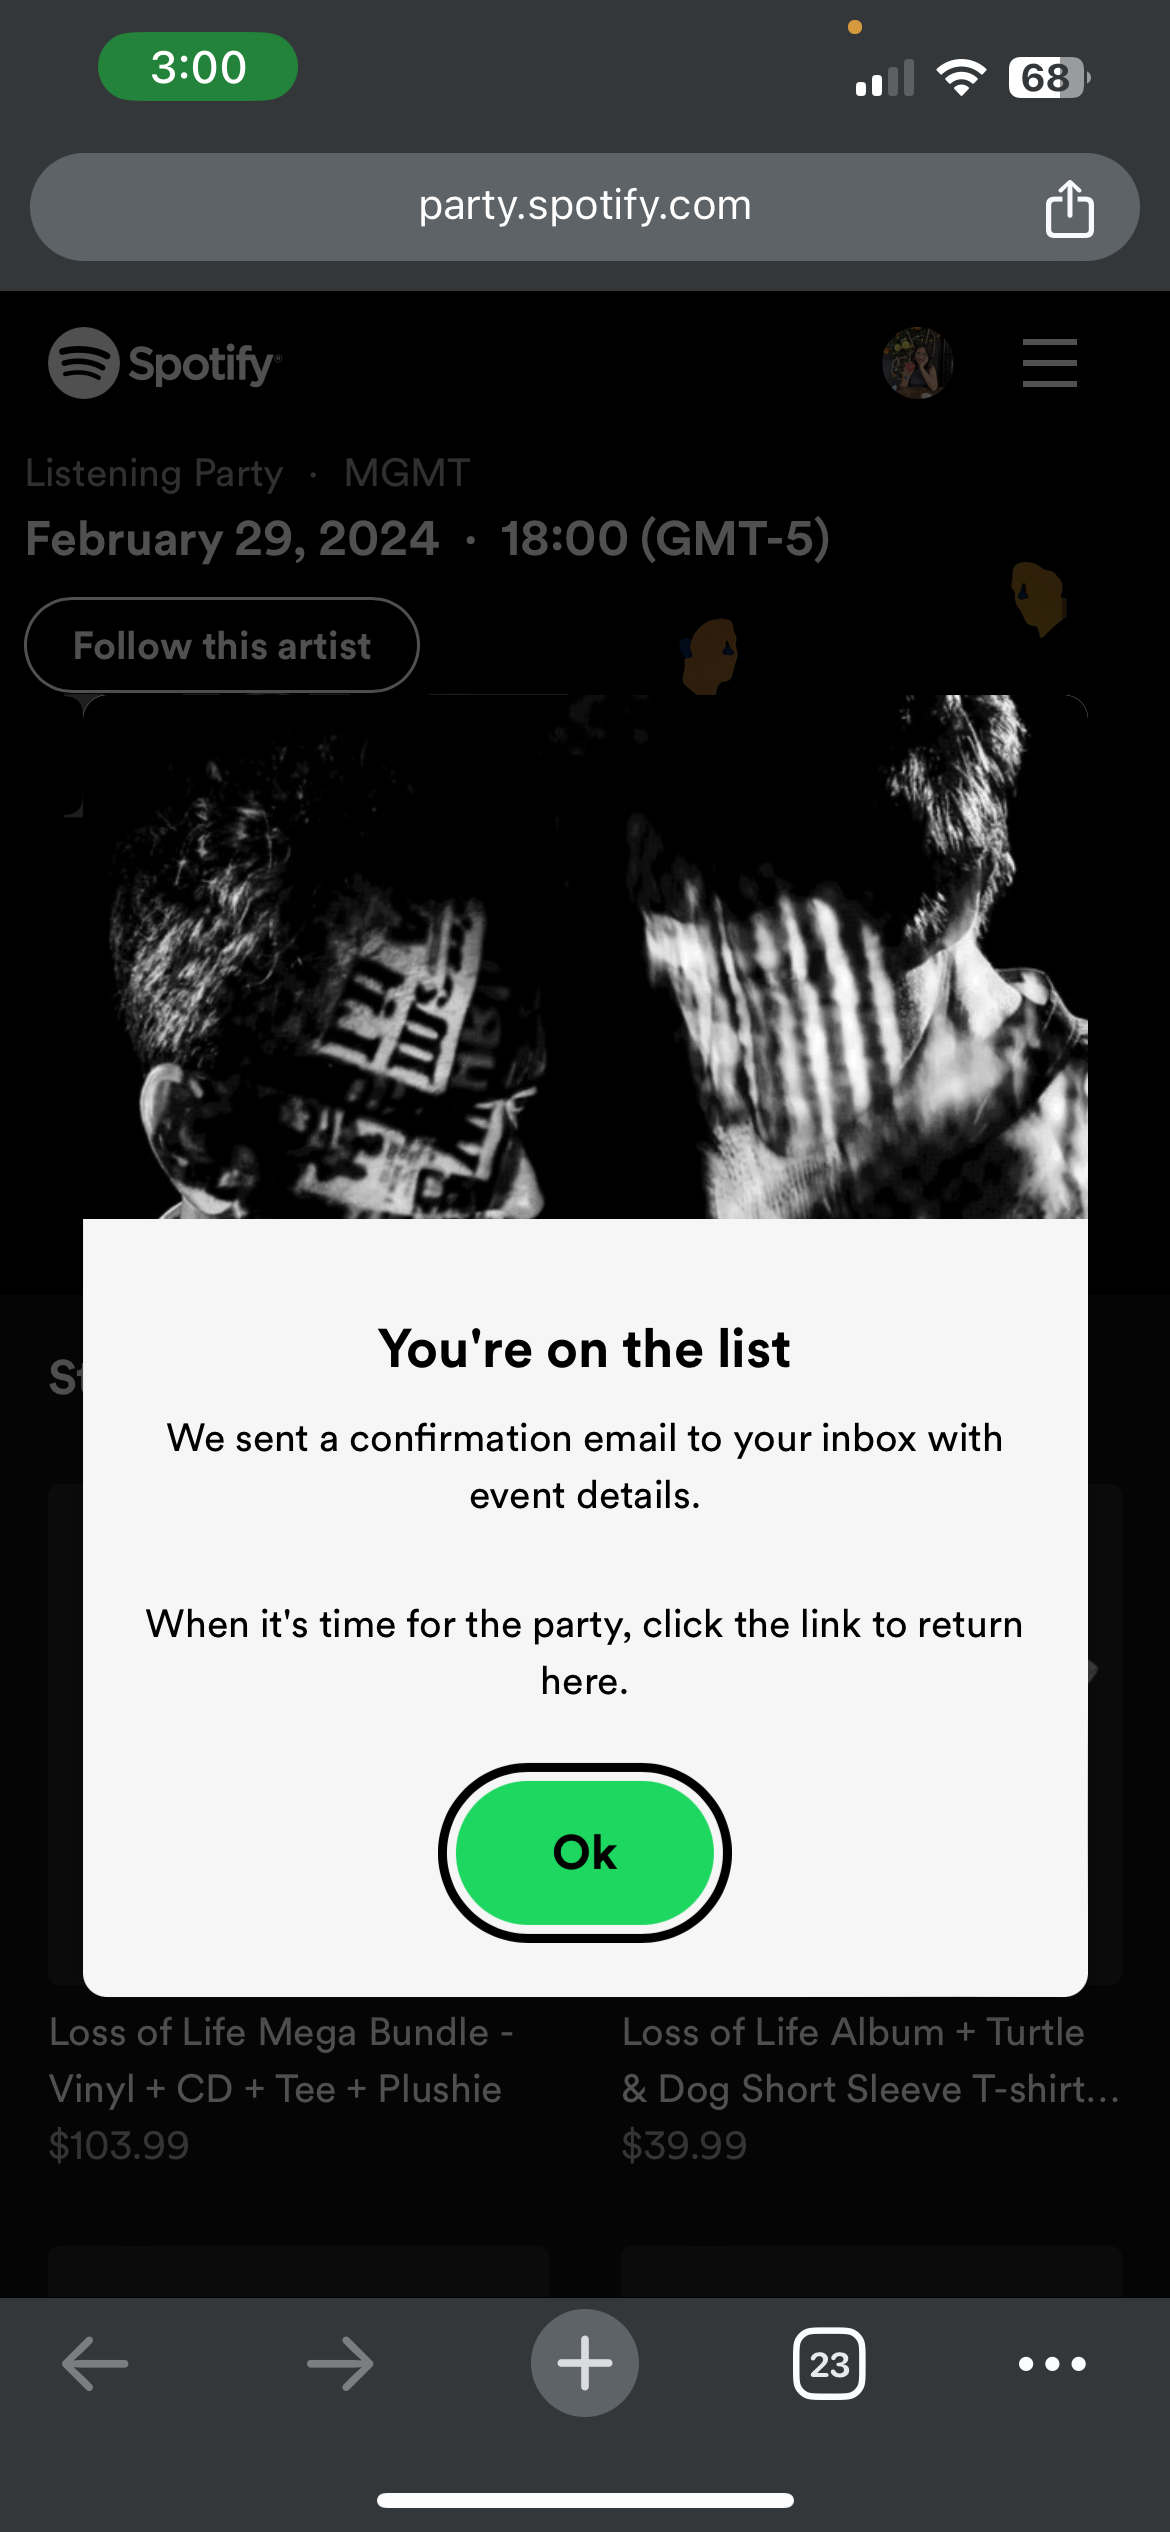 3:00
68
party.spotify.com
Spotify®
Listening Party · MGMT
February 29, 2024 · 18:00 (GMT-5)
Follow this artist
You're on the list
We sent a confirmation email to your inbox with
event details.
When it's time for the party, click the link to return
here.
Ok
Loss of Life Mega Bundle -
Vinyl + CD + Tee + Plushie
$103.99
Loss of Life Album + Turtle
& Dog Short Sleeve T-shirt...
$39.99
23